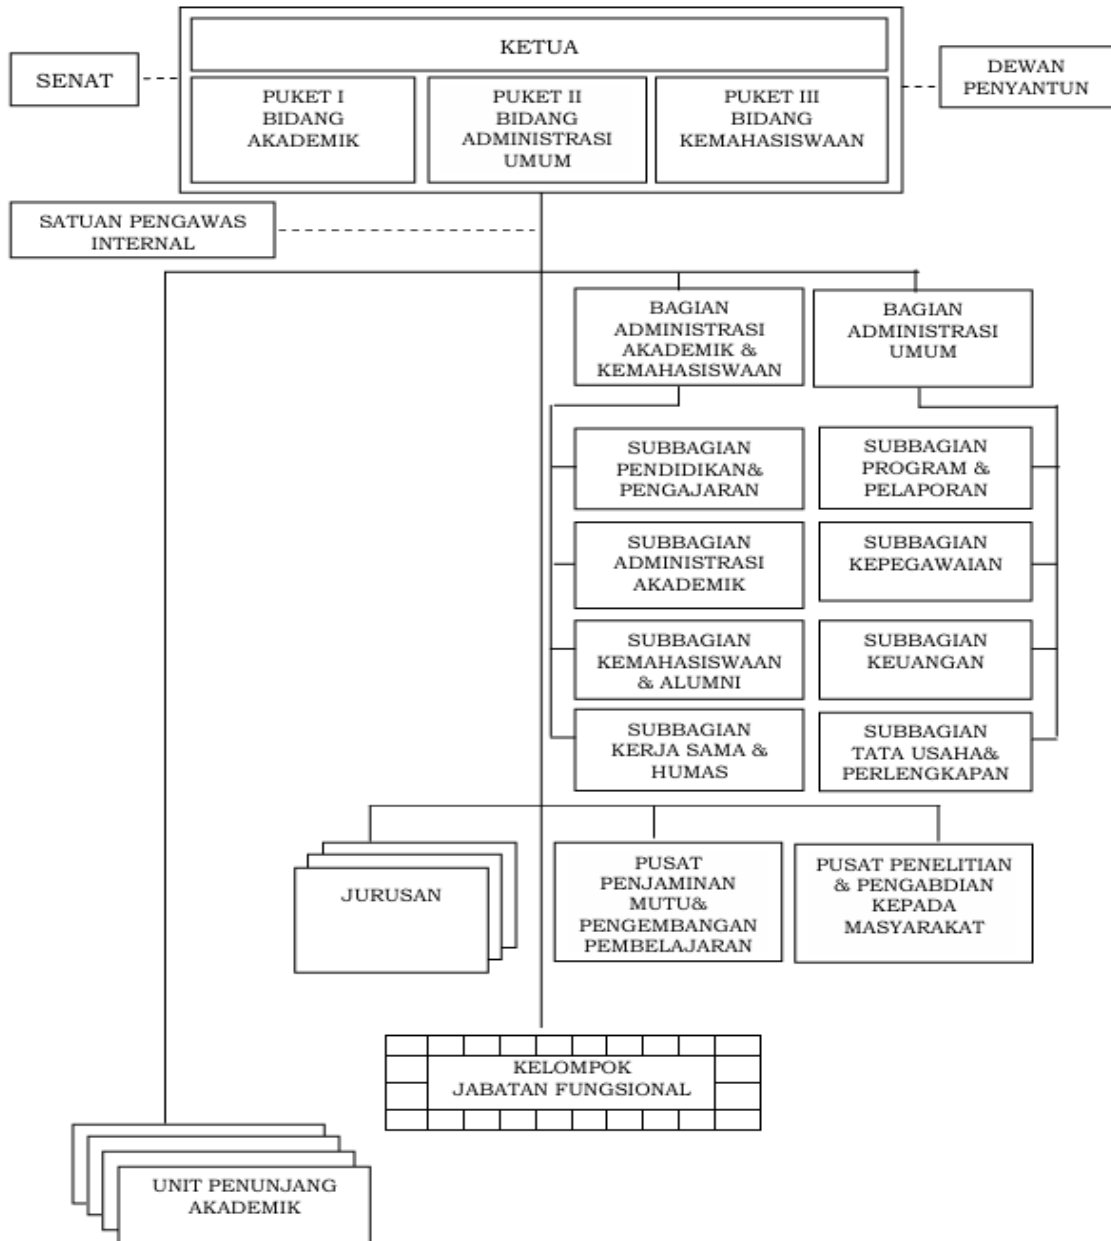 KETUA
SENAT
DEWAN
PENYANTUN
PUKET I
BIDANG
AKADEMIK
PUKET II
BIDANG
ADMINISTRASI
UMUM
PUKET III
BIDANG
KEMAHASISWAAN
SATUAN PENGAWAS
INTERNAL
BAGIAN
ADMINISTRASI
AKADEMIK &
KEMAHASISWAAN
BAGIAN
ADMINISTRASI
UMUM
SUBBAGIAN
PENDIDIKAN&
PENGAJARAN
SUBBAGIAN
PROGRAM &
PELAPORAN
SUBBAGIAN
ADMINISTRASI
AKADEMIK
SUBBAGIAN
KEPEGAWAIAN
SUBBAGIAN
KEMAHASISWAAN
& ALUMNI
SUBBAGIAN
KEUANGAN
SUBBAGIAN
KERJA SAMA &
HUMAS
SUBBAGIAN
TATA USAHA&
PERLENGKAPAN
JURUSAN
PUSAT
PENJAMINAN
MUTU&
PENGEMBANGAN
PEMBELAJARAN
PUSAT PENELITIAN
& PENGABDIAN
KEPADA
MASYARAKAT
KELOMPOK
JABATAN FUNGSIONAL
UNIT PENUNJANG
AKADEMIK